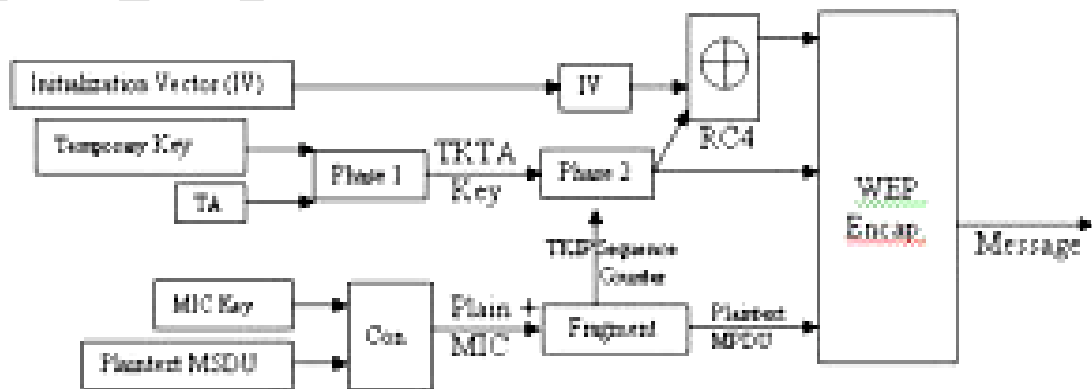 Initialization Vector (IV)
IV
RC4
Temporary Key
TA
Phase 1
TKTA
Key
Phase 2
WEP
Encap.
Message
TKIP Sequence
Counter
MIC Key
Plaintext MSDU
Con
Plain +
MIC
Fragment
Plaintext
MPDU